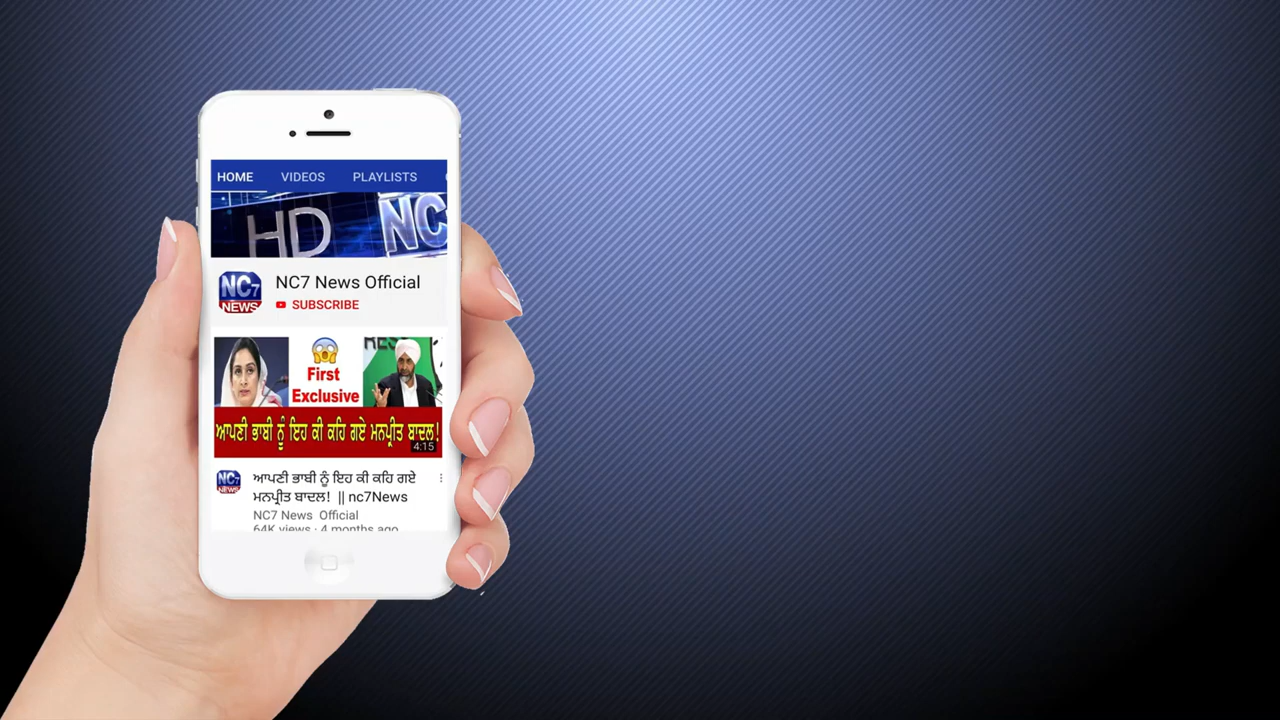 HOME VIDEOS PLAYLISTS
HD NC
NC7 News Official
NC7
NEWS
SUBSCRIBE
First
Exclusive
ਆਪਣੀ ਭਾਬੀ ਨੂੰ ਇਹ ਕੀ ਕਹਿ ਗਏ ਮਨਪ੍ਰੀਤ ਬਾਦਲ!
4:15
NC7
NEWS
ਆਪਣੀ ਭਾਬੀ ਨੂੰ ਇਹ ਕੀ ਕਹਿ ਗਏ
ਮਨਪ੍ਰੀਤ ਬਾਦਲ! || nc7News
NC7 News Official
64K views · 4 months ago